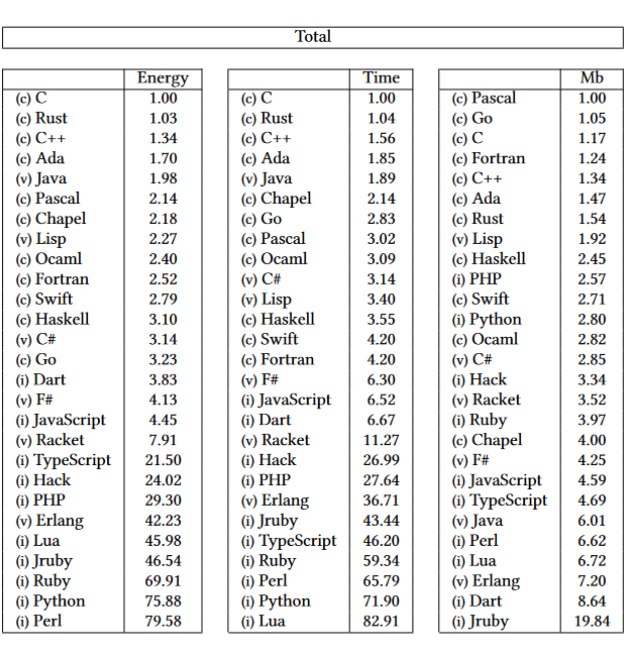 Total
Energy
(c) C 1.00
(c) Rust 1.03
(c) C++ 1.34
(c) Ada 1.70
(v) Java 1.98
(c) Pascal 2.14
(c) Chapel 2.18
(v) Lisp 2.27
(c) Ocaml 2.40
(c) Fortran 2.52
(c) Swift 2.79
(c) Haskell 3.10
(v) C# 3.14
(c) Go 3.23
(i) Dart 3.83
(v) F# 4.13
(i) JavaScript 4.45
(v) Racket 7.91
(i) TypeScript 21.50
(i) Hack 24.02
(i) PHP 29.30
(v) Erlang 42.23
(i) Lua 45.98
(i) Jruby 46.54
(i) Ruby 69.91
(i) Python 75.88
(i) Perl 79.58
Time
(c) C 1.00
(c) Rust 1.04
(c) C++ 1.56
(c) Ada 1.85
(v) Java 1.89
(c) Chapel 2.14
(c) Go 2.83
(c) Pascal 3.02
(c) Ocaml 3.09
(v) C# 3.14
(v) Lisp 3.40
(c) Haskell 3.55
(c) Swift 4.20
(c) Fortran 4.20
(v) F# 6.30
(i) JavaScript 6.52
(i) Dart 6.67
(v) Racket 11.27
(i) Hack 26.99
(i) PHP 27.64
(v) Erlang 36.71
(i) Jruby 43.44
(i) TypeScript 46.20
(i) Ruby 59.34
(i) Perl 65.79
(i) Python 71.90
(i) Lua 82.91
Mb
(c) Pascal 1.00
(c) Go 1.05
(c) C 1.17
(c) Fortran 1.24
(c) C++ 1.34
(c) Ada 1.47
(c) Rust 1.54
(v) Lisp 1.92
(c) Haskell 2.45
(i) PHP 2.57
(c) Swift 2.71
(i) Python 2.80
(c) Ocaml 2.82
(v) C# 2.85
(i) Hack 3.34
(v) Racket 3.52
(i) Ruby 3.97
(c) Chapel 4.00
(v) F# 4.25
(i) JavaScript 4.59
(i) TypeScript 4.69
(v) Java 6.01
(i) Perl 6.62
(i) Lua 6.72
(v) Erlang 7.20
(i) Dart 8.64
(i) Jruby 19.84